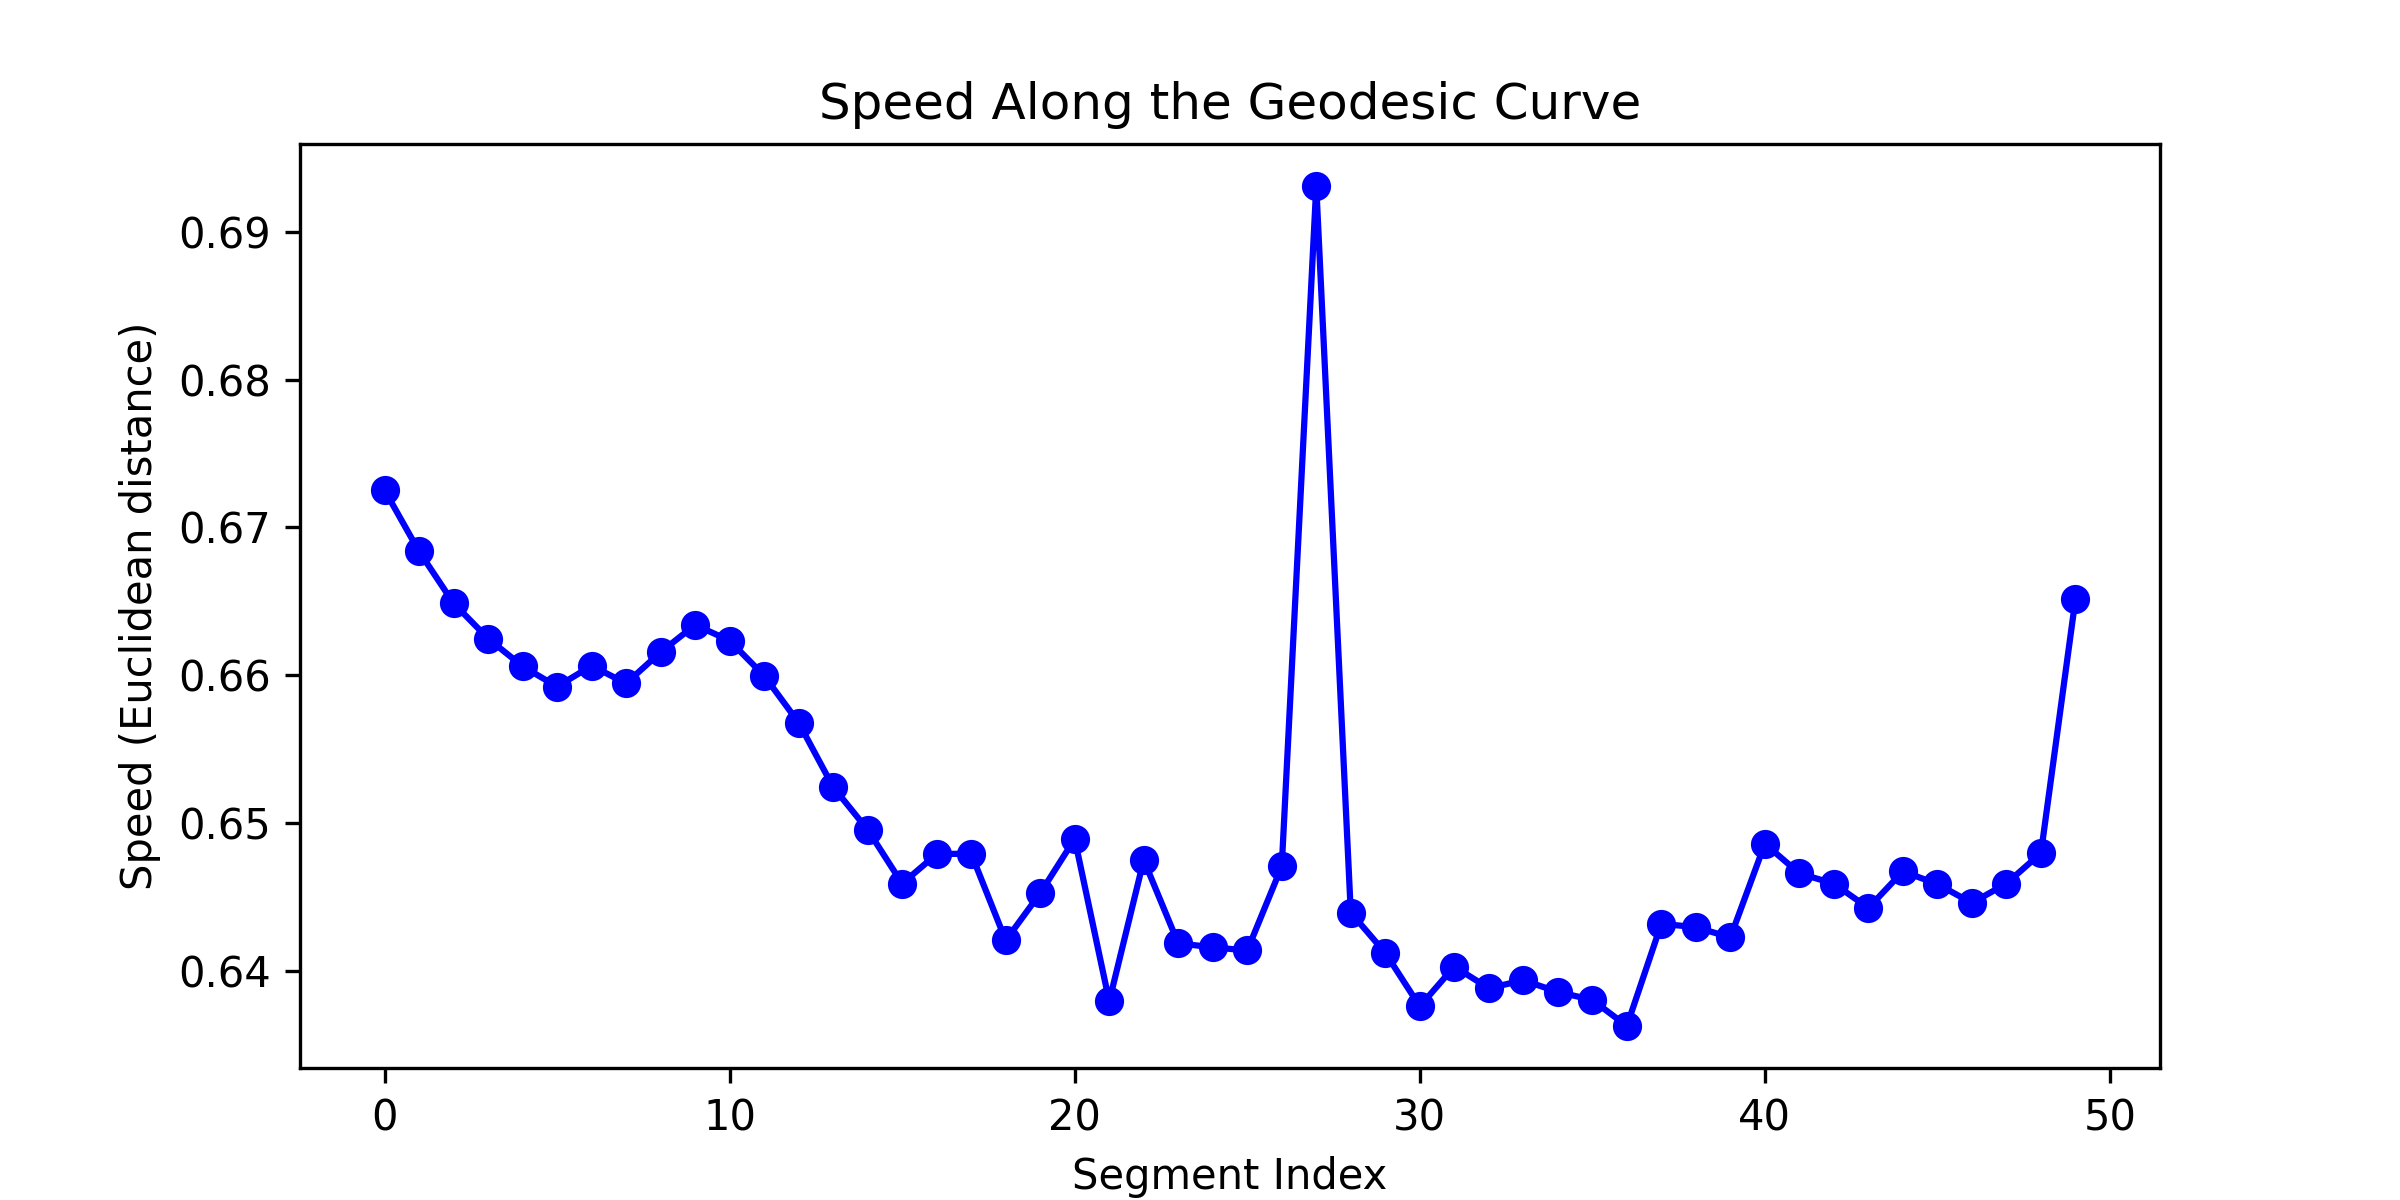 Speed Along the Geodesic Curve
Speed (Euclidean distance)
0.69
0.68
0.67
0.66
0.65
0.64
0 10 20 30 40 50
Segment Index